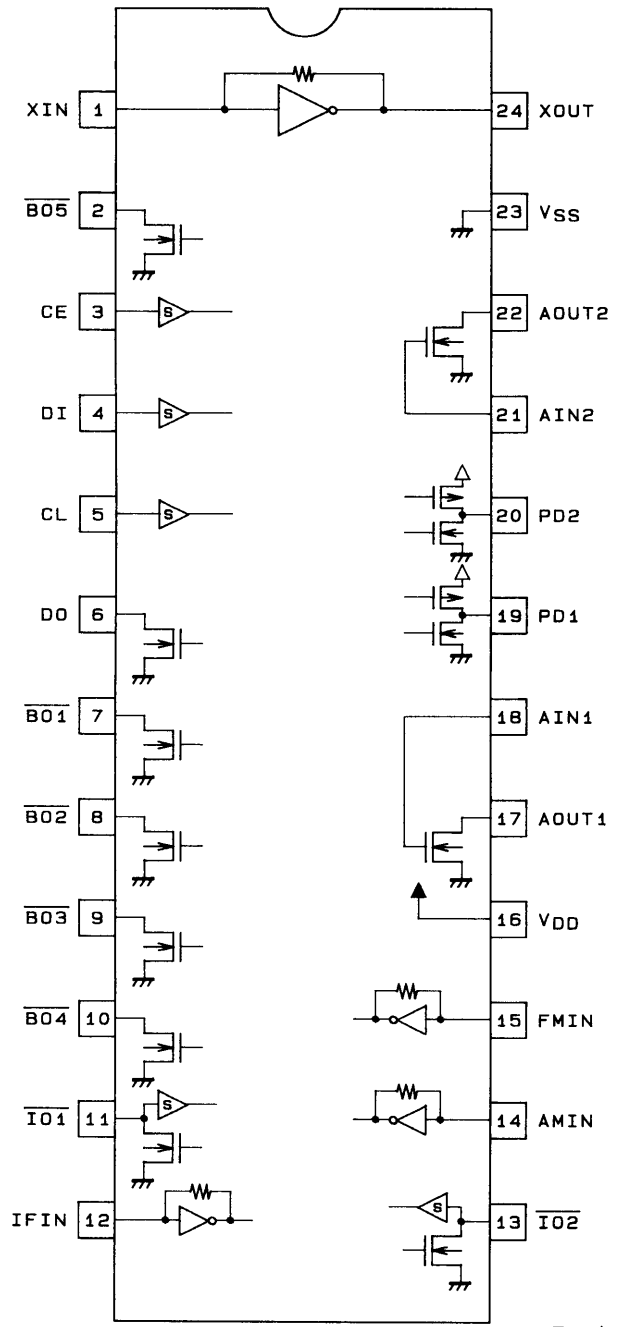 XIN 1 24 XOUT
BO5 2 23 VSS
CE 3 S 22 AOUT2
DI 4 S 21 AIN2
CL 5 S 20 PD2
DO 6 19 PD1
BO1 7 18 AIN1
BO2 8 17 AOUT1
BO3 9 16 VDD
BO4 10 15 FMIN
IO1 11 S 14 AMIN
IFIN 12 S 13 IO2